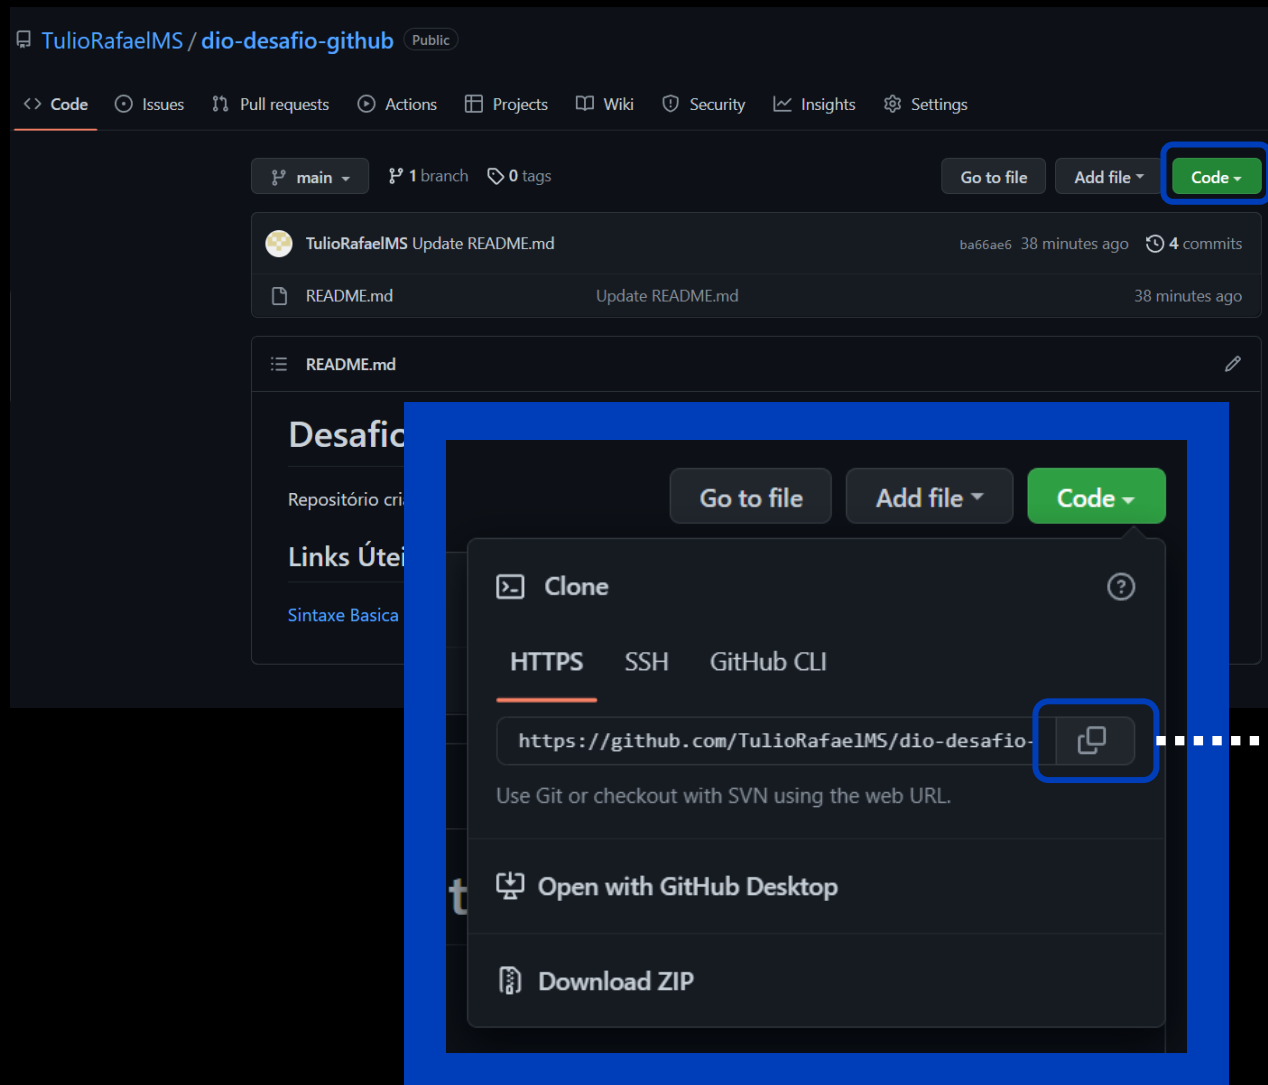 TulioRafaelMS / dio-desafio-github Public
Code Issues Pull requests Actions Projects Wiki Security Insights Settings
main 1 branch 0 tags Go to file Add file Code
TulioRafaelMS Update README.md ba66ae6 38 minutes ago 4 commits
README.md Update README.md 38 minutes ago
README.md
Desafio
Repositório cri
Links Útei
Sintaxe Basica
Go to file Add file Code
Clone
HTTPS SSH GitHub CLI
https://github.com/TulioRafaelMS/dio-desafio-
Use Git or checkout with SVN using the web URL.
t
Open with GitHub Desktop
Download ZIP